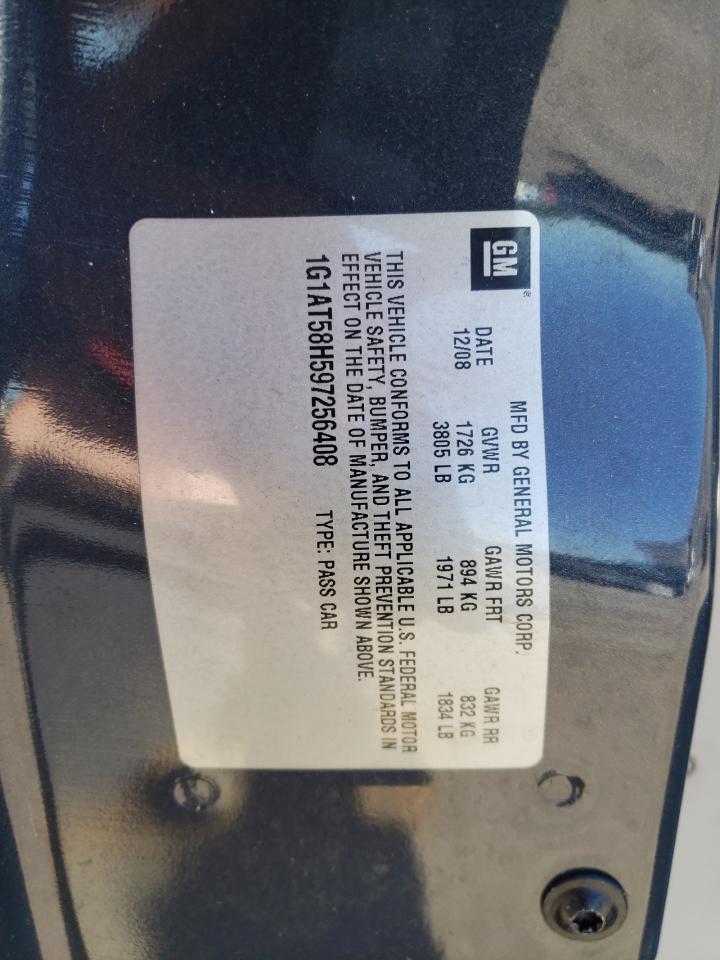 GM®
MFD BY GENERAL MOTORS CORP.
DATE GVWR GAWR FRT GAWR RR
12/08 1726 KG 894 KG 832 KG
3805 LB 1971 LB 1834 LB
THIS VEHICLE CONFORMS TO ALL APPLICABLE U.S. FEDERAL MOTOR
VEHICLE SAFETY, BUMPER, AND THEFT PREVENTION STANDARDS IN
EFFECT ON THE DATE OF MANUFACTURE SHOWN ABOVE.
1G1AT58H597256408 TYPE: PASS CAR